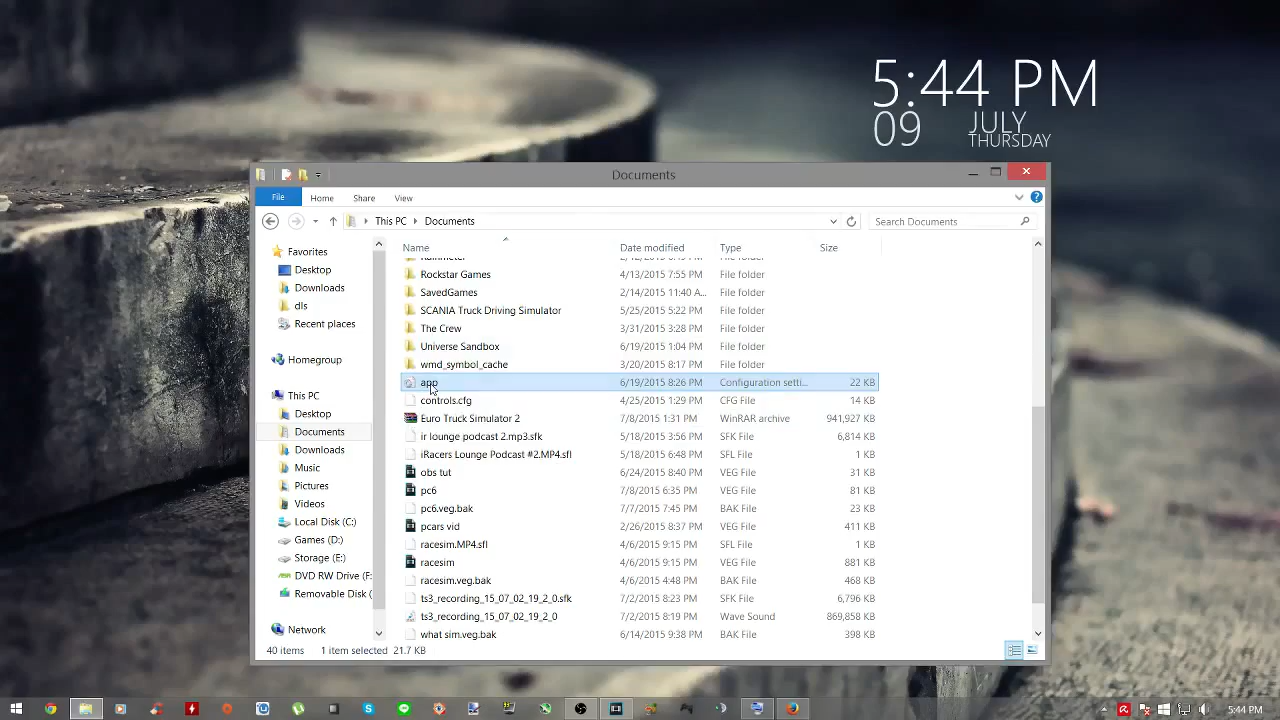 5:44 PM
09 JULY
THURSDAY
Documents
File Home Share View
This PC Documents Search Documents
Name Date modified Type Size
Favorites
Desktop
Downloads
dls
Recent places
Homegroup
This PC
Desktop
Documents
Downloads
Music
Pictures
Videos
Local Disk (C:)
Games (D:)
Storage (E:)
DVD RW Drive (F:
Removable Disk (
Network
Rockstar Games 4/13/2015 7:55 PM File folder
SavedGames 2/14/2015 11:40 A... File folder
SCANIA Truck Driving Simulator 5/25/2015 5:22 PM File folder
The Crew 3/31/2015 3:28 PM File folder
Universe Sandbox 6/19/2015 1:04 PM File folder
wmd_symbol_cache 3/20/2015 8:17 PM File folder
app 6/19/2015 8:26 PM Configuration setti... 22 KB
controls.cfg 4/25/2015 1:29 PM CFG File 14 KB
Euro Truck Simulator 2 7/8/2015 1:31 PM WinRAR archive 941,927 KB
ir lounge podcast 2.mp3.sfk 5/18/2015 3:56 PM SFK File 6,814 KB
iRacers Lounge Podcast #2.MP4.sfl 5/18/2015 6:48 PM SFL File 1 KB
obs tut 6/24/2015 8:40 PM VEG File 31 KB
pc6 7/8/2015 6:35 PM VEG File 81 KB
pc6.veg.bak 7/7/2015 7:45 PM BAK File 23 KB
pcars vid 2/26/2015 8:37 PM VEG File 411 KB
racesim.MP4.sfl 4/6/2015 9:15 PM SFL File 1 KB
racesim 4/6/2015 9:15 PM VEG File 881 KB
racesim.veg.bak 4/6/2015 4:48 PM BAK File 468 KB
ts3_recording_15_07_02_19_2_0.sfk 7/2/2015 8:23 PM SFK File 6,796 KB
ts3_recording_15_07_02_19_2_0 7/2/2015 8:19 PM Wave Sound 869,858 KB
what sim.veg.bak 6/14/2015 9:38 PM BAK File 398 KB
40 items 1 item selected 21.7 KB
5:44 PM